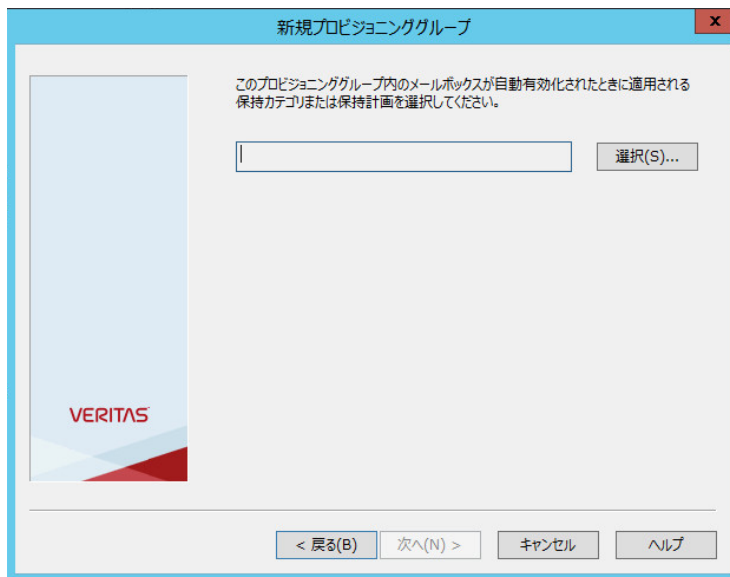 新規プロビジョニンググループ
x
このプロビジョニンググループ内のメールボックスが自動有効化されたときに適用される
保持カテゴリまたは保持計画を選択してください。
選択(S)...
VERITAS
< 戻る(B)
次へ(N) >
キャンセル
ヘルプ